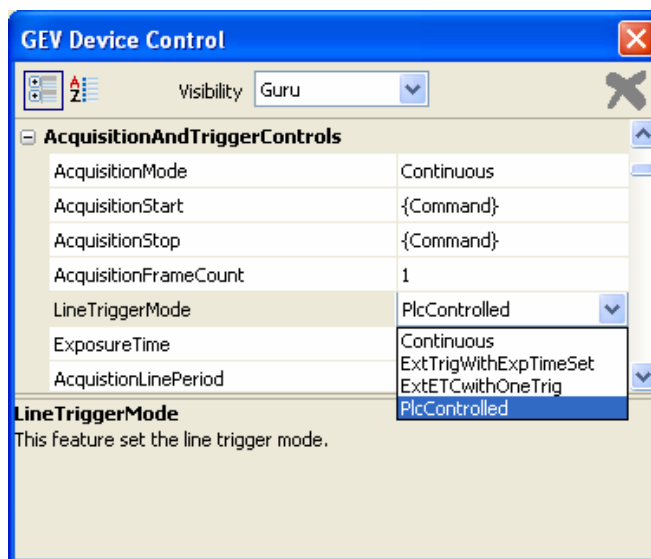 GEV Device Control
Visibility Guru
AcquisitionAndTriggerControls
AcquisitionMode Continuous
AcquisitionStart {Command}
AcquisitionStop {Command}
AcquisitionFrameCount 1
LineTriggerMode PlcControlled
ExposureTime Continuous
ExtTrigWithExpTimeSet
AcquistionLinePeriod ExtETCwithOneTrig
PlcControlled
LineTriggerMode
This feature set the line trigger mode.